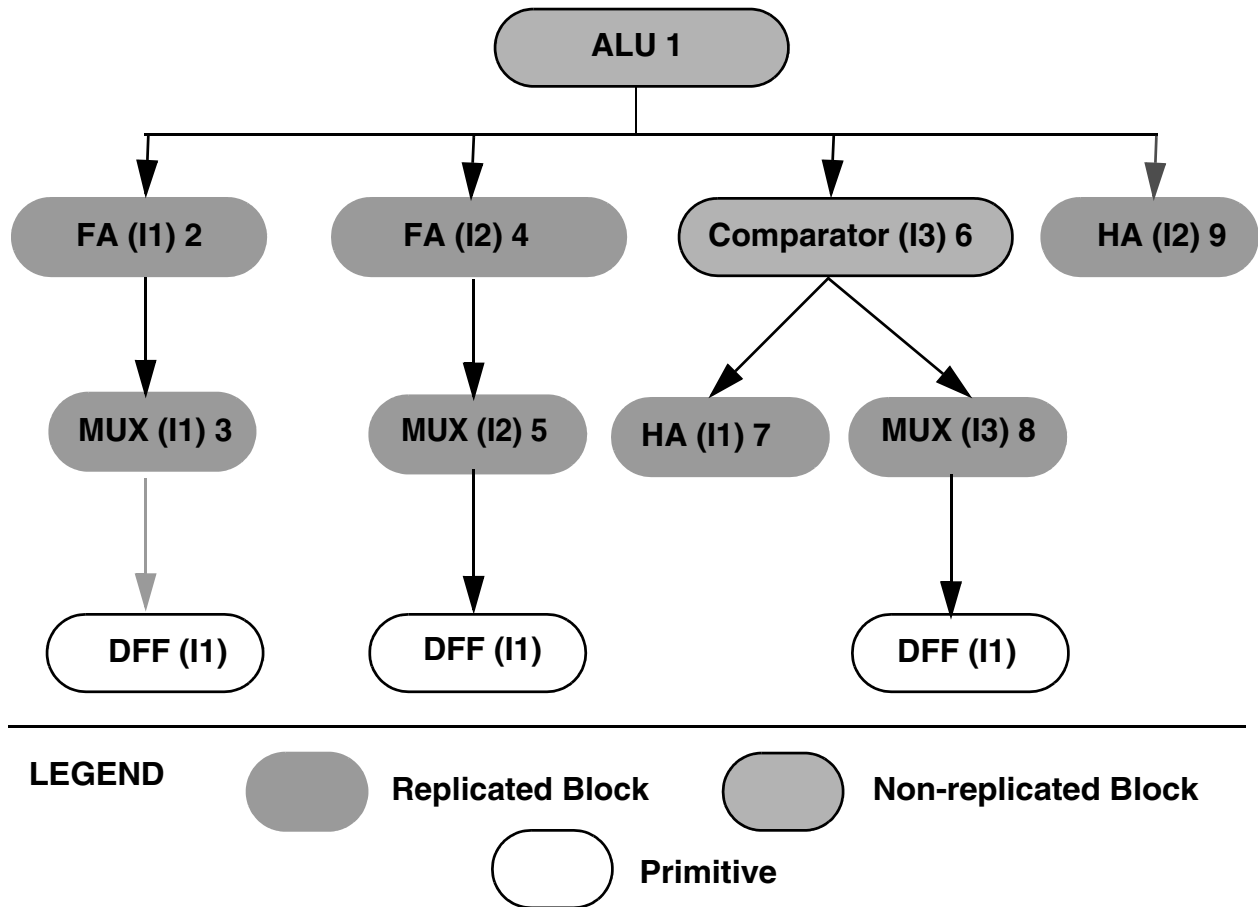 ALU 1
FA (I1) 2
FA (I2) 4
Comparator (I3) 6
HA (I2) 9
MUX (I1) 3
MUX (I2) 5
HA (I1) 7
MUX (I3) 8
DFF (I1)
DFF (I1)
DFF (I1)
LEGEND
Replicated Block
Non-replicated Block
Primitive